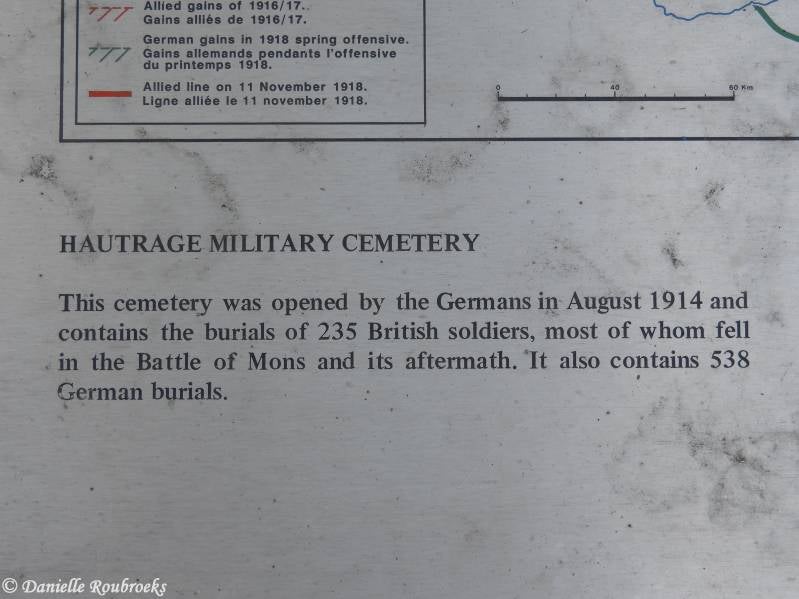 Allied gains of 1916/17.
Gains alliés de 1916/17.
German gains in 1918 spring offensive.
Gains allemands pendants l'offensive
du printemps 1918.
Allied line on 11 November 1918.
Ligne alliée le 11 november 1918.
0 40 60 Km
HAUTRAGE MILITARY CEMETERY
This cemetery was opened by the Germans in August 1914 and
contains the burials of 235 British soldiers, most of whom fell
in the Battle of Mons and its aftermath. It also contains 538
German burials.
© Danielle Roubroeks